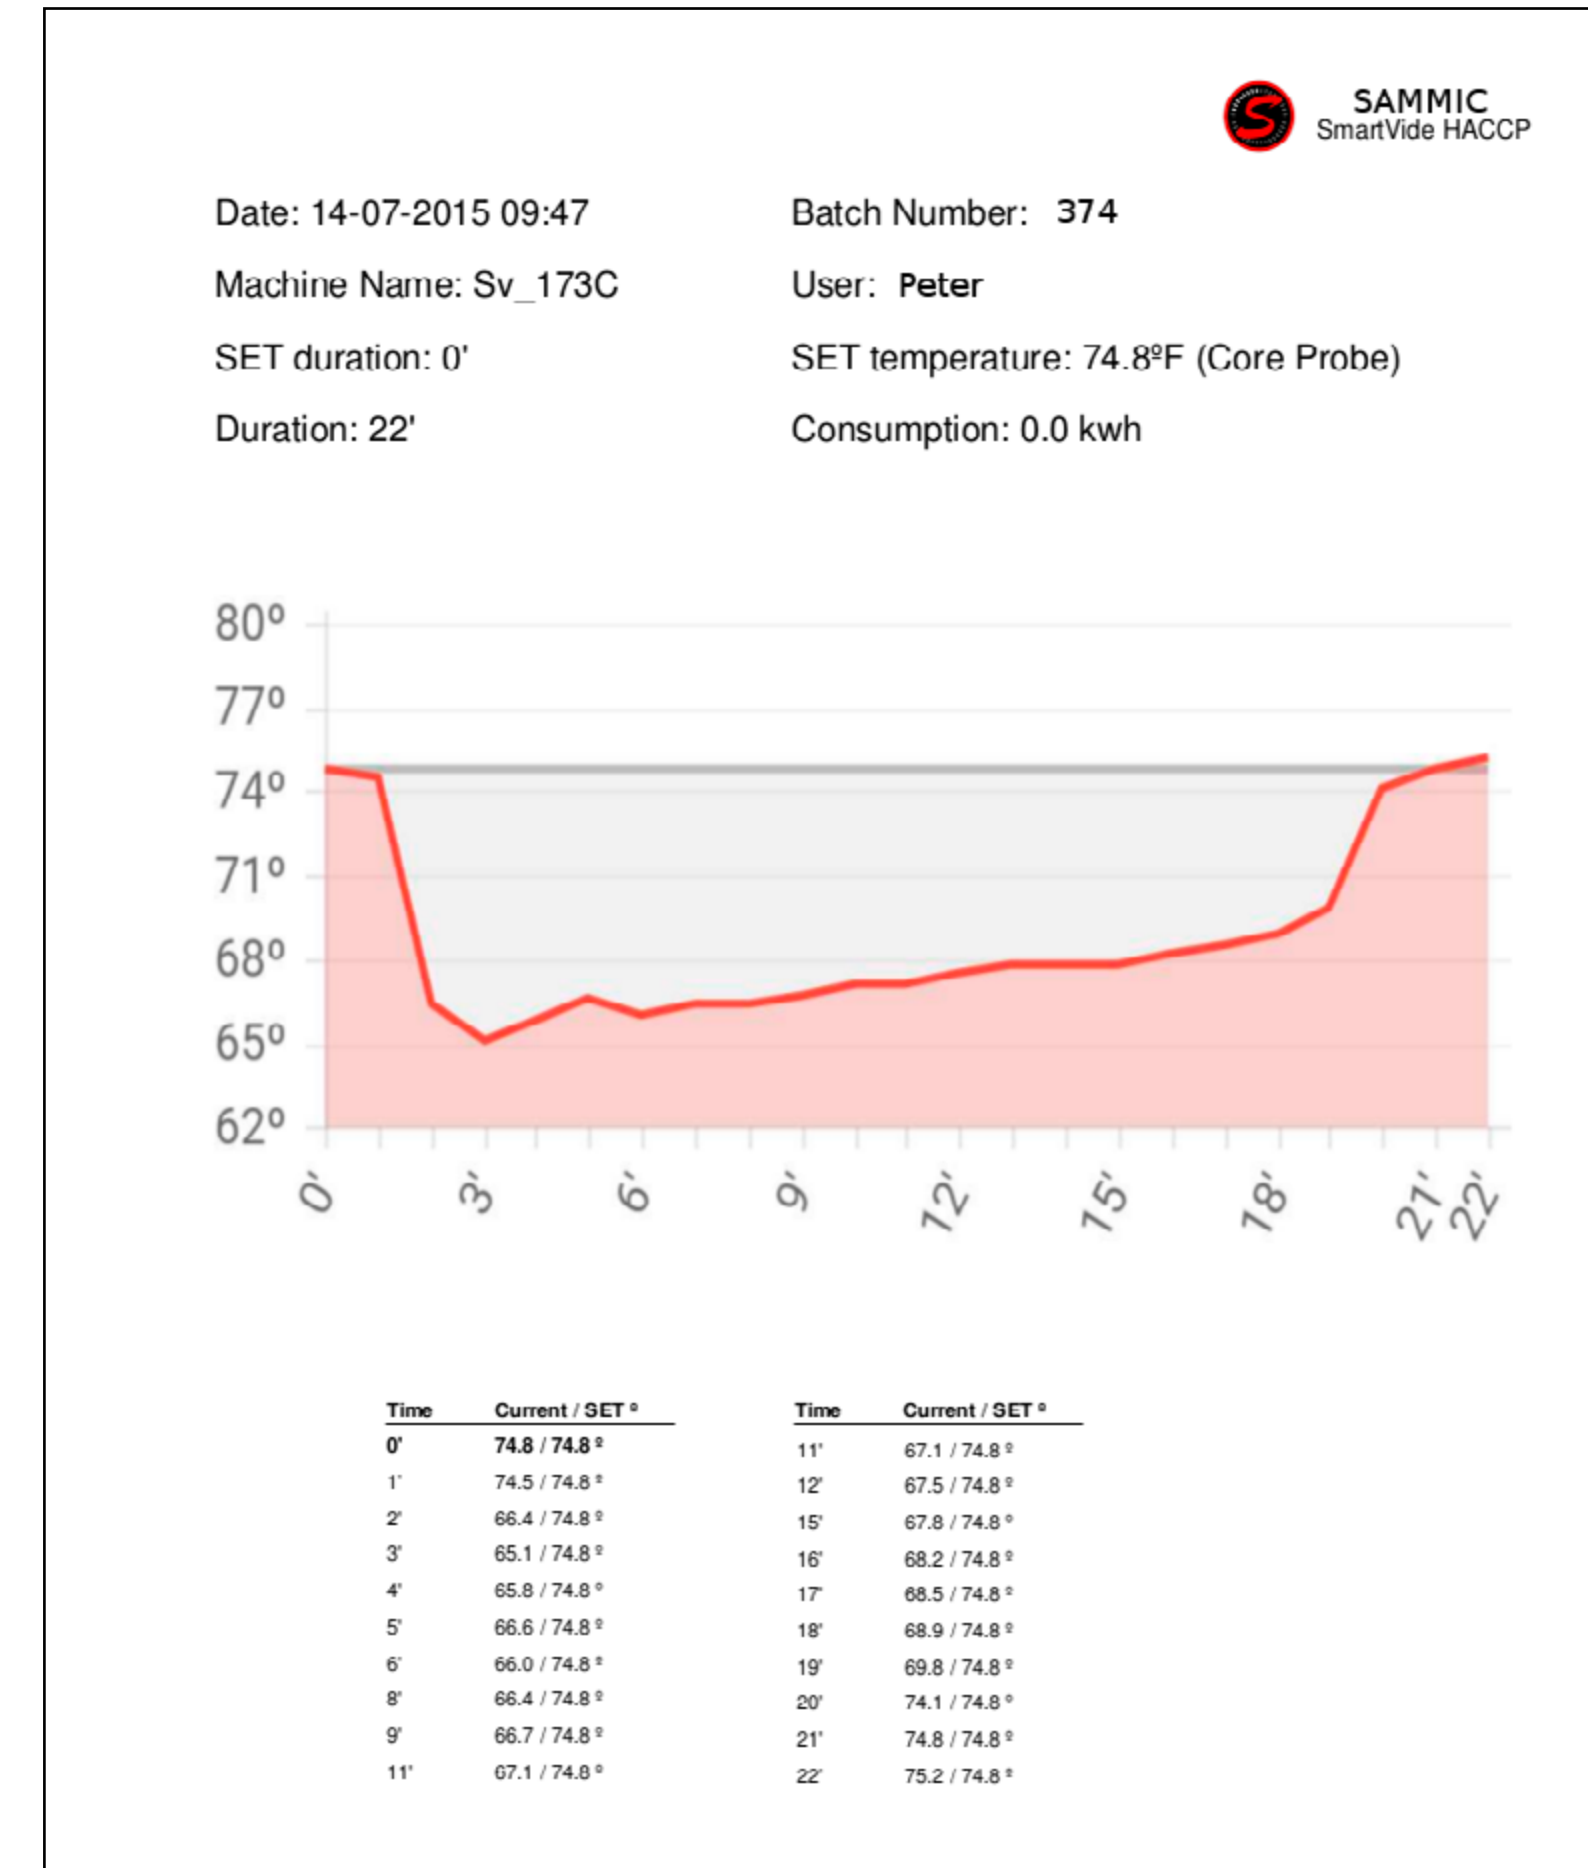 SAMMIC
SmartVide HACCP
Date: 14-07-2015 09:47 Batch Number: 374
Machine Name: Sv_173C User: Peter
SET duration: 0' SET temperature: 74.8ºF (Core Probe)
Duration: 22' Consumption: 0.0 kwh
80º
77º
74º
71º
68º
65º
62º
0' 3' 6' 9' 12' 15' 18' 21' 22'
Time Current / SET º Time Current / SET º
0' 74.8 / 74.8 º 11' 67.1 / 74.8 º
1' 74.5 / 74.8 º 12' 67.5 / 74.8 º
2' 66.4 / 74.8 º 15' 67.8 / 74.8 º
3' 65.1 / 74.8 º 16' 68.2 / 74.8 º
4' 65.8 / 74.8 º 17' 68.5 / 74.8 º
5' 66.6 / 74.8 º 18' 68.9 / 74.8 º
6' 66.0 / 74.8 º 19' 69.8 / 74.8 º
8' 66.4 / 74.8 º 20' 74.1 / 74.8 º
9' 66.7 / 74.8 º 21' 74.8 / 74.8 º
11' 67.1 / 74.8 º 22' 75.2 / 74.8 º